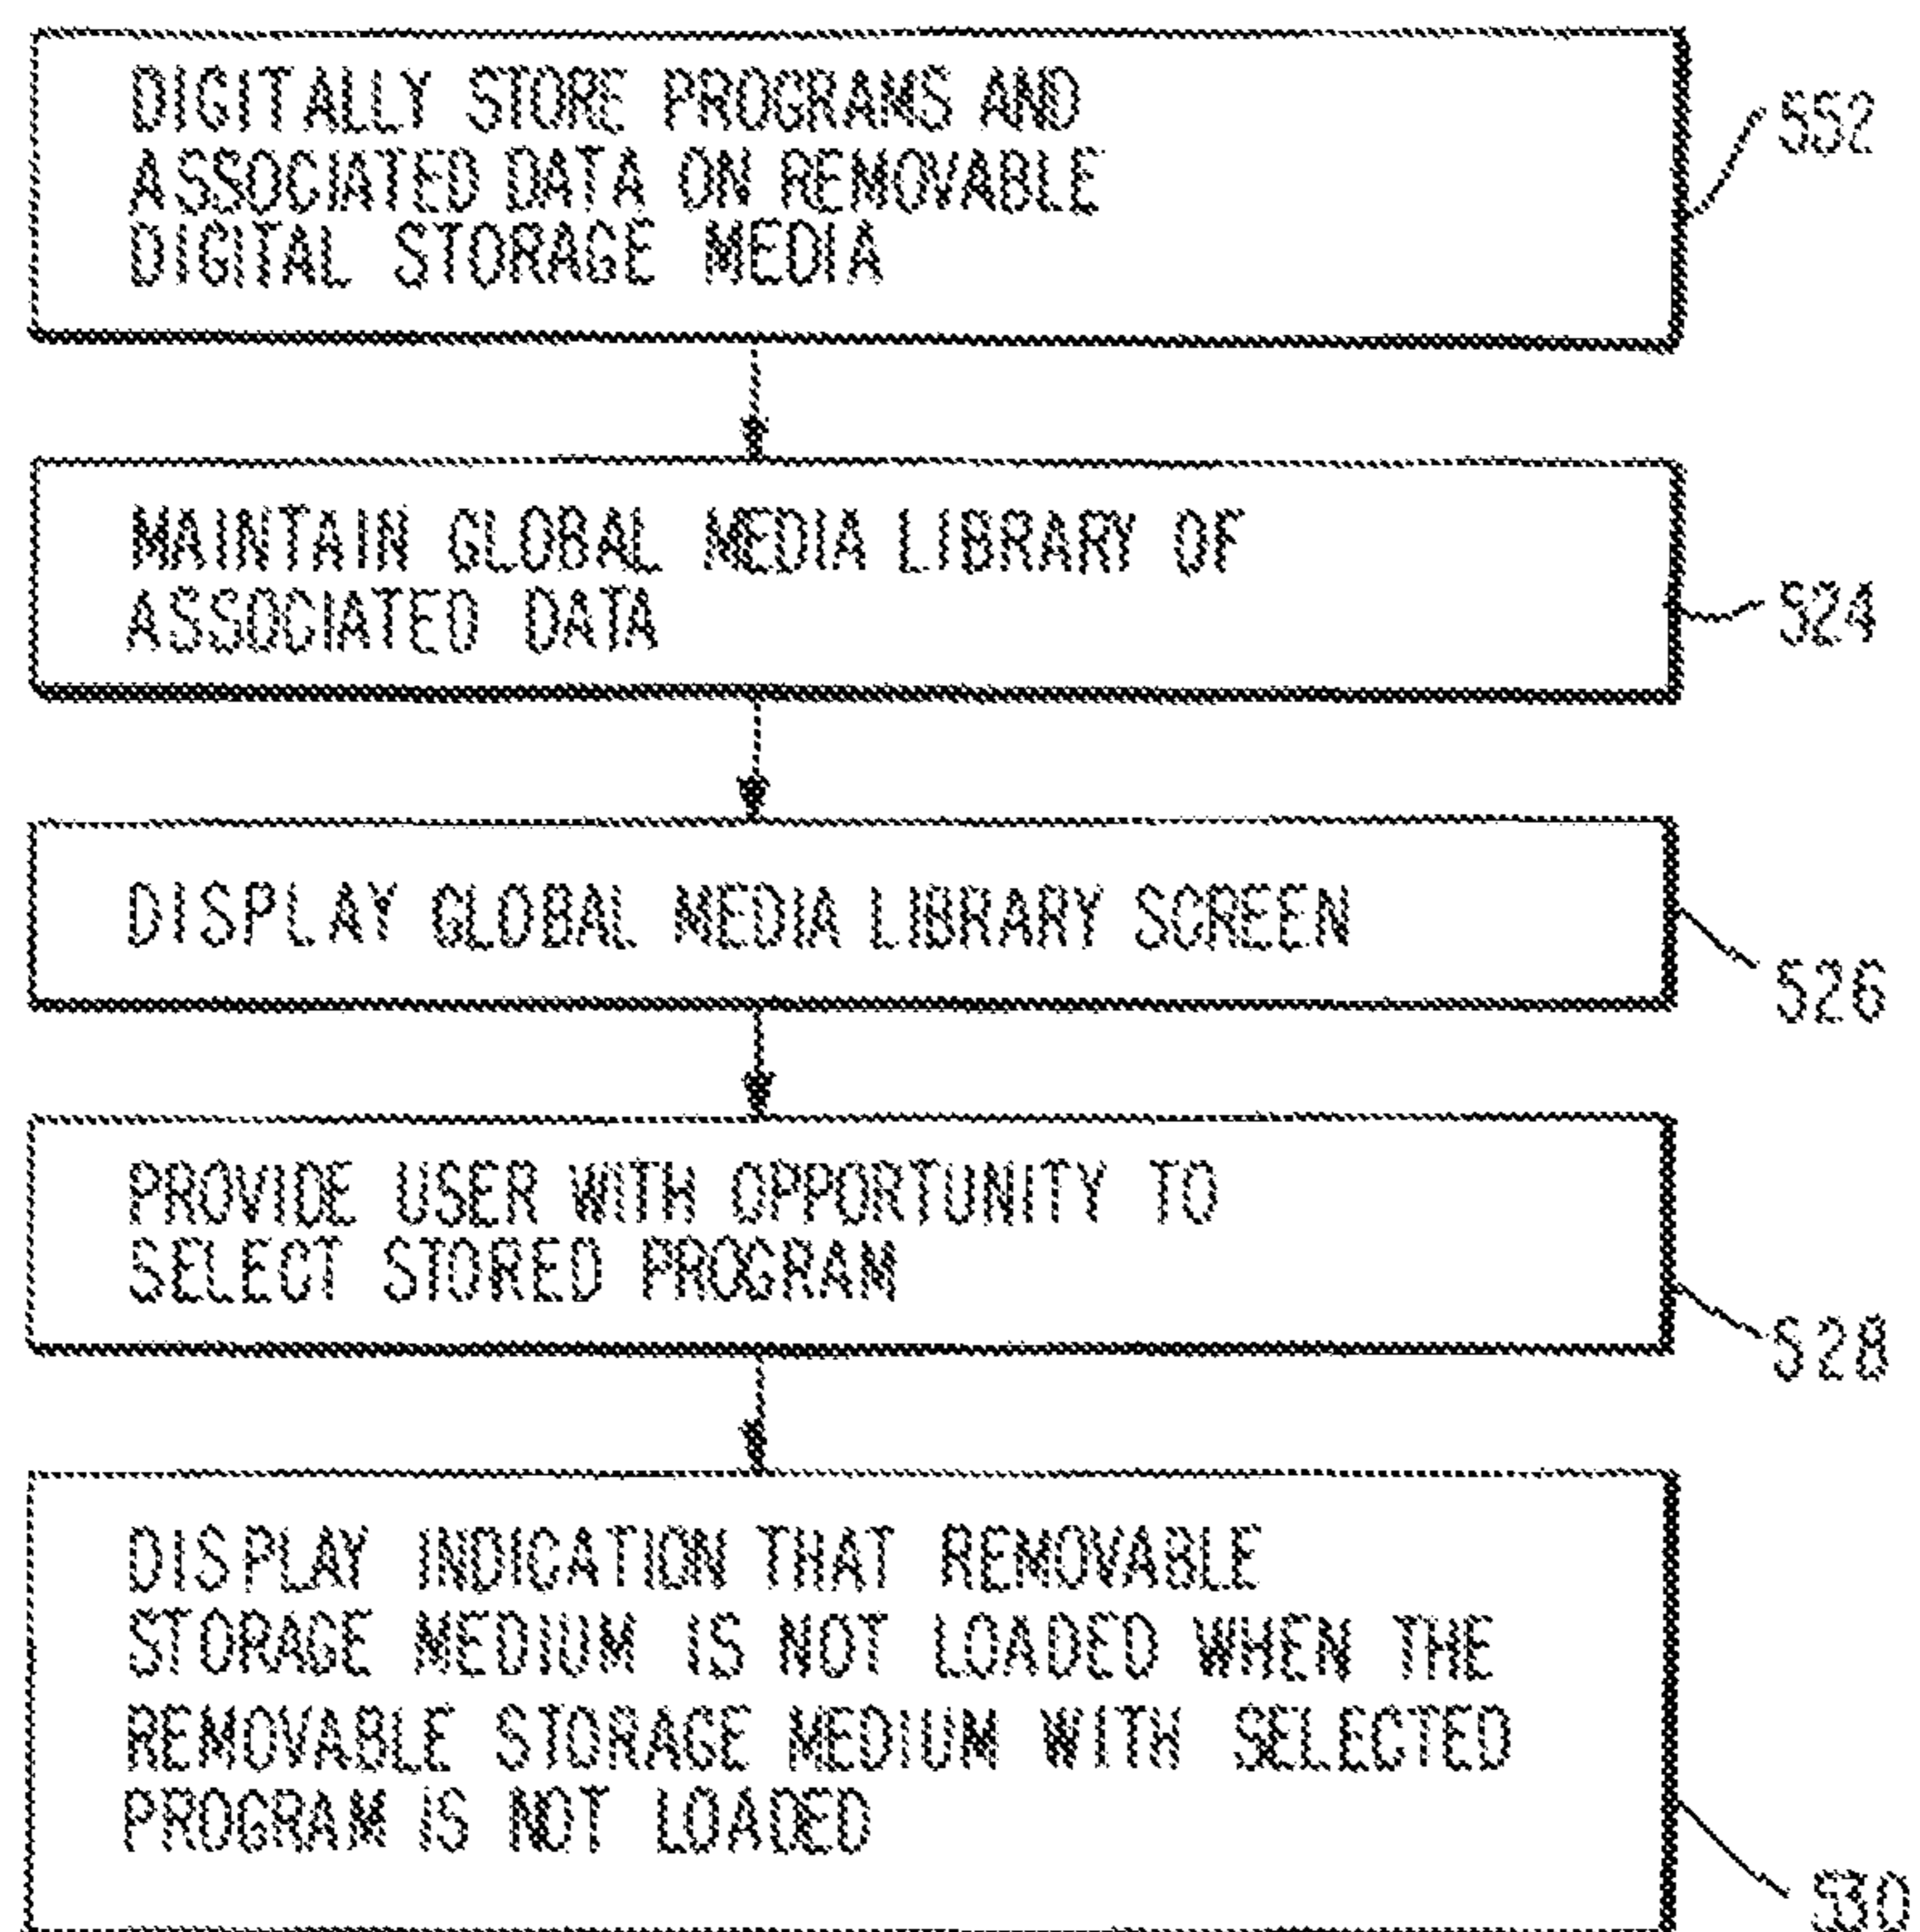 DIGITALLY STORE PROGRAMS AND
ASSOCIATED DATA ON REMOVABLE
DIGITAL STORAGE MEDIA
552
MAINTAIN GLOBAL MEDIA LIBRARY OF
ASSOCIATED DATA
524
DISPLAY GLOBAL MEDIA LIBRARY SCREEN
526
PROVIDE USER WITH OPPORTUNITY TO
SELECT STORED PROGRAM
528
DISPLAY INDICATION THAT REMOVABLE
STORAGE MEDIUM IS NOT LOADED WHEN THE
REMOVABLE STORAGE MEDIUM WITH SELECTED
PROGRAM IS NOT LOADED
530